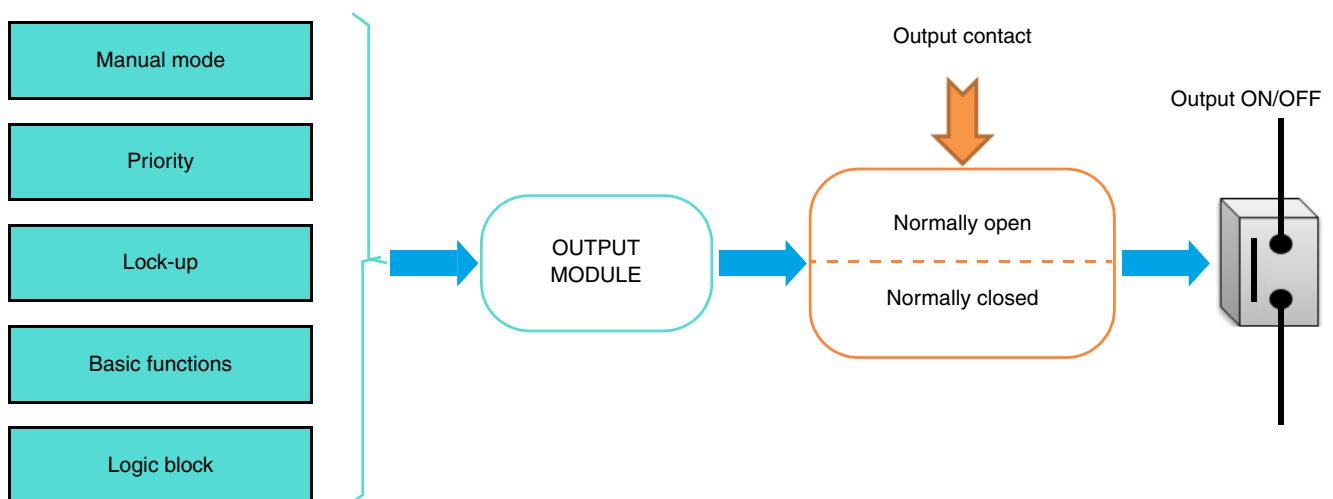 Manual mode
Priority
Lock-up
Basic functions
Logic block
OUTPUT
MODULE
Output contact
Normally open
Normally closed
Output ON/OFF